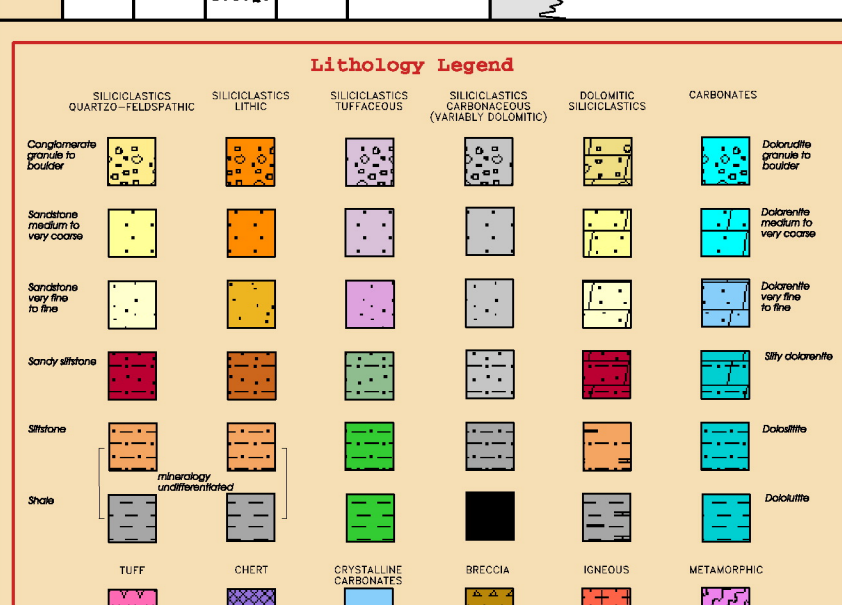 Lithology Legend
SILICICLASTICS
QUARTZO-FELDSPATHIC
SILICICLASTICS
LITHIC
SILICICLASTICS
TUFFACEOUS
SILICICLASTICS
CARBONACEOUS
(VARIABLY DOLOMITIC)
DOLOMITIC
SILICICLASTICS
CARBONATES
Conglomerate
granule to
boulder
Dolorudite
granule to
boulder
Sandstone
medium to
very coarse
Dolarenite
medium to
very coarse
Sandstone
very fine
to fine
Dolarenite
very fine
to fine
Sandy siltstone
Silty dolarenite
Siltstone
Dolosiltite
mineralogy
undifferentiated
Shale
Dololutite
TUFF
CHERT
CRYSTALLINE
CARBONATES
BRECCIA
IGNEOUS
METAMORPHIC